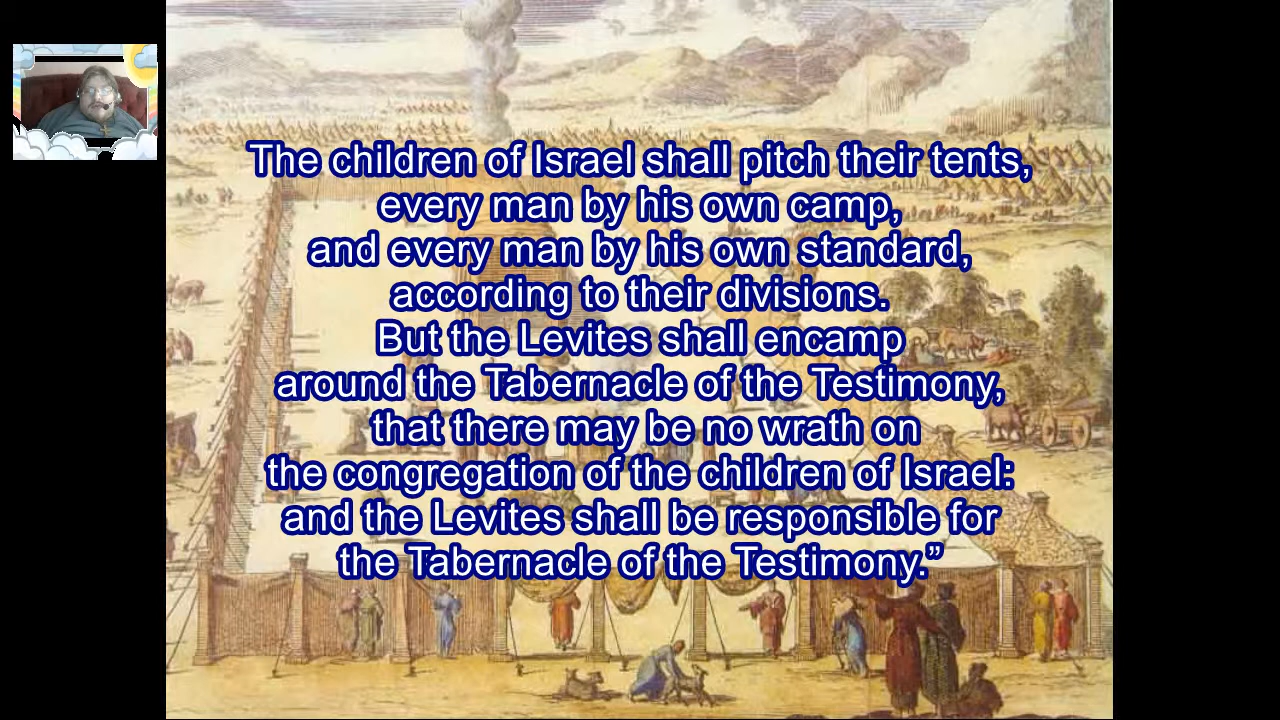 The children of Israel shall pitch their tents,
every man by his own camp,
and every man by his own standard,
according to their divisions.
But the Levites shall encamp
around the Tabernacle of the Testimony,
that there may be no wrath on
the congregation of the children of Israel:
and the Levites shall be responsible for
the Tabernacle of the Testimony.”